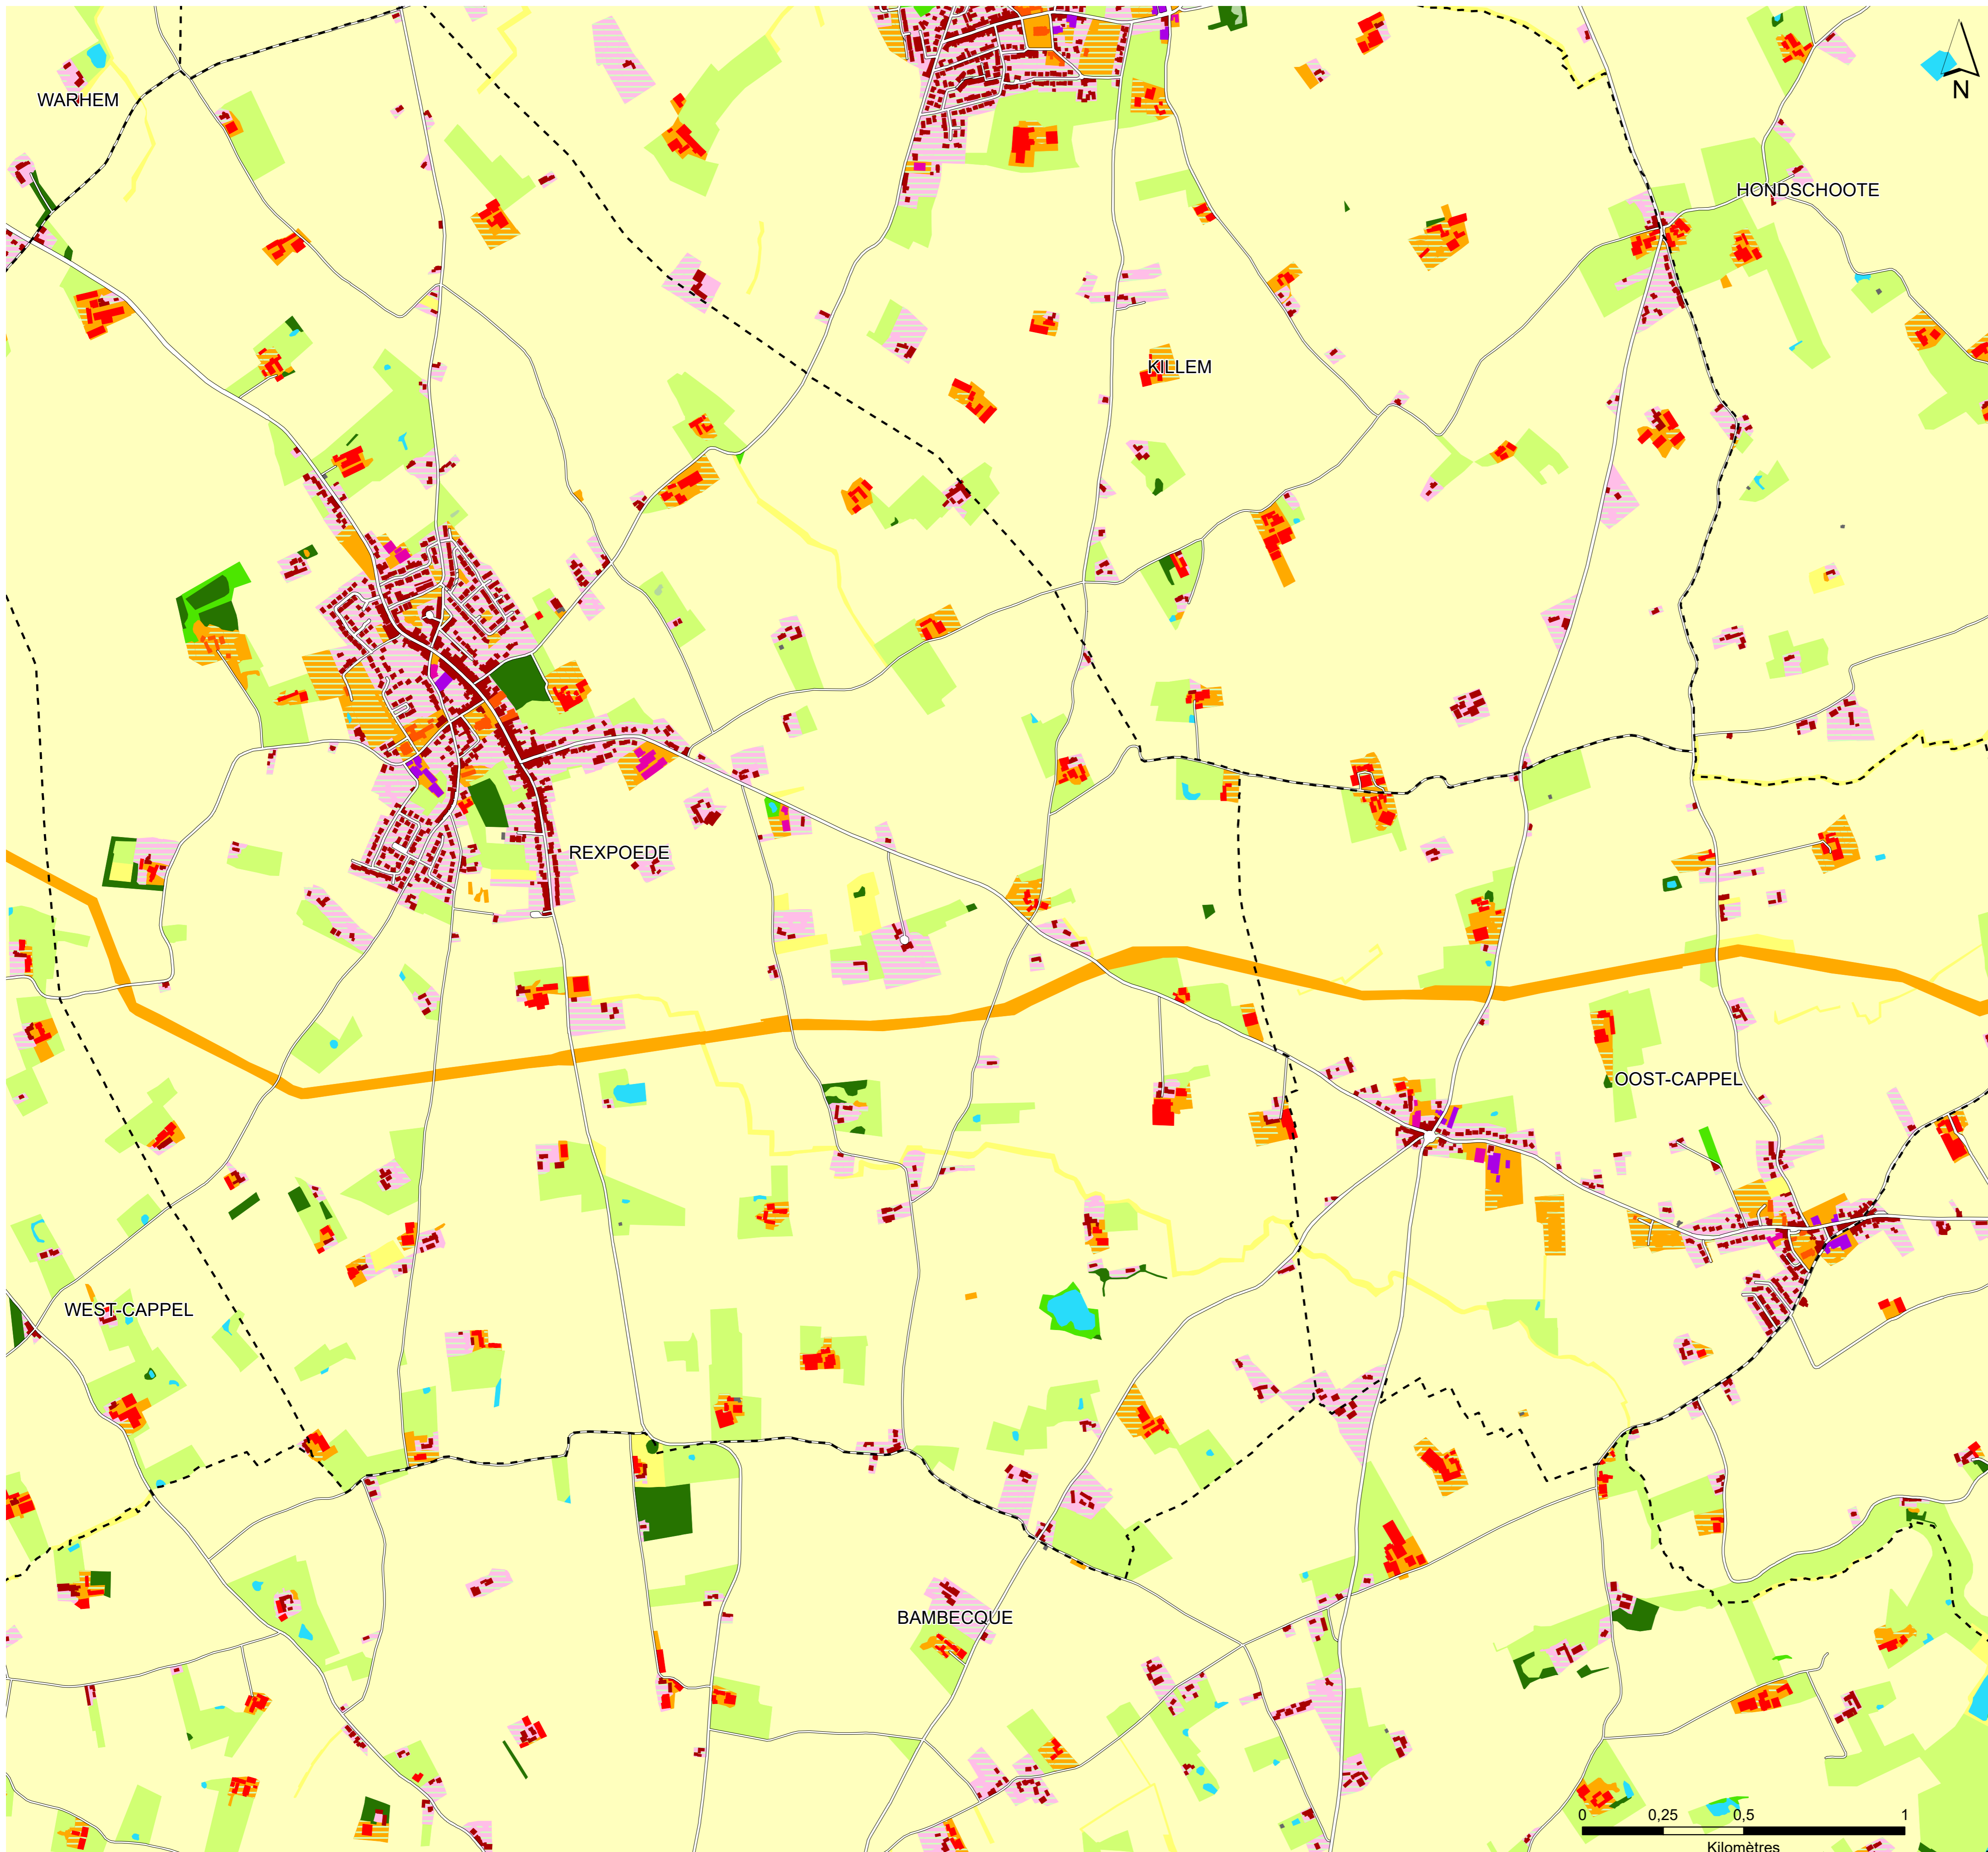 WARHEM
N
HONDSCHOOTE
KILLEM
REXPOEDE
OOST-CAPPEL
WEST-CAPPEL
BAMBECQUE
0 0,25 0,5 1
Kilomètres